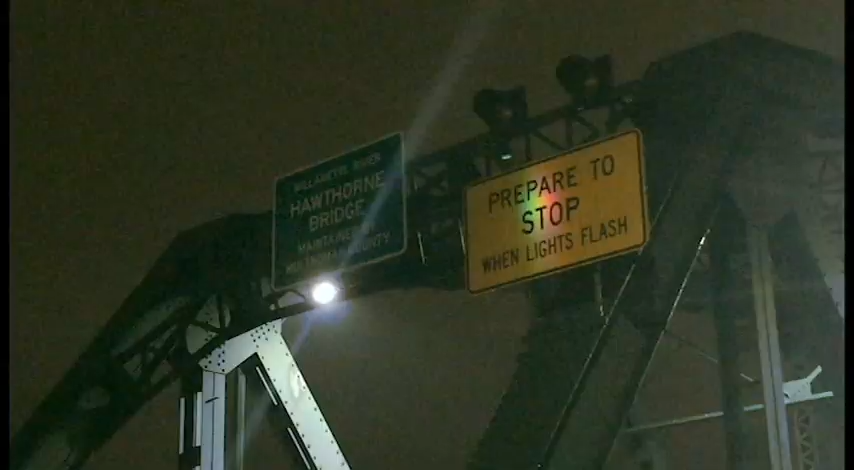 WILLAMETTE RIVER
HAWTHORNE
BRIDGE
MAINTAINED BY
MULTNOMAH COUNTY
PREPARE TO
STOP
WHEN LIGHTS FLASH